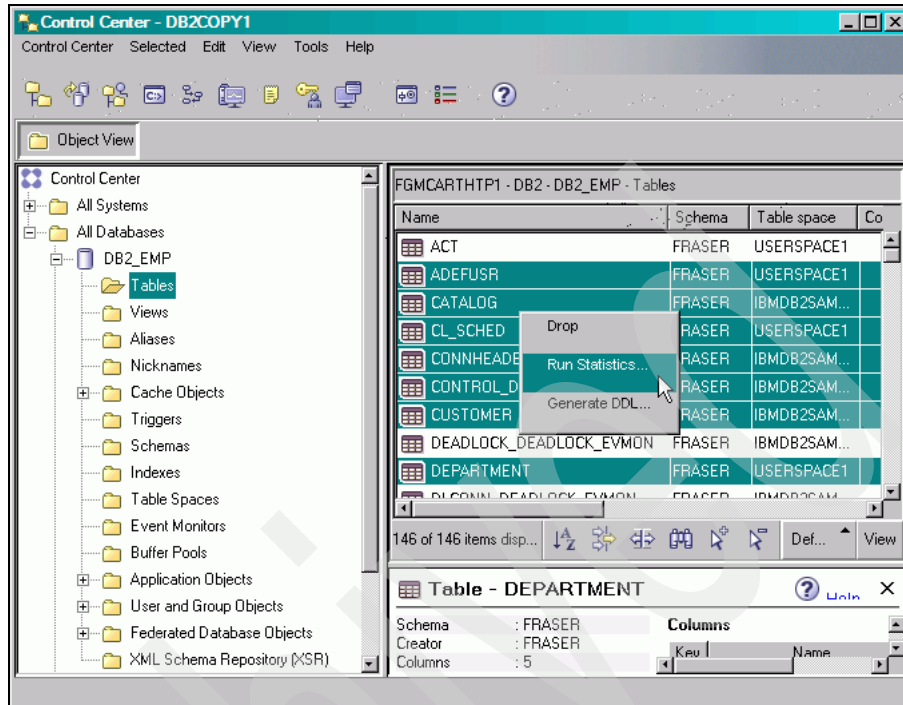 Control Center - DB2COPY1
Control Center Selected Edit View Tools Help
Object View
Control Center
All Systems
All Databases
DB2_EMP
Tables
Views
Aliases
Nicknames
Cache Objects
Triggers
Schemas
Indexes
Table Spaces
Event Monitors
Buffer Pools
Application Objects
User and Group Objects
Federated Database Objects
XML Schema Repository (XSR)
FGMCARTHTP1 - DB2 - DB2_EMP - Tables
Name Schema Table space Co
ACT FRASER USERSPACE1
ADEFUSR FRASER USERSPACE1
CATALOG FRASER IBMDB2SAM...
CL_SCHED FRASER USERSPACE1
CONNHEADE RASER IBMDB2SAM...
CONTROL_D RASER IBMDB2SAM...
CUSTOMER RASER IBMDB2SAM...
DEADLOCK_DEADLOCK_EVMON FRASER IBMDB2SAM...
DEPARTMENT FRASER USERSPACE1
DLCONN_DEADLOCK_EVMON FRASER IBMDB2SAM
Drop
Run Statistics...
Generate DDL...
146 of 146 items disp... Def... View
Table - DEPARTMENT Help
Schema : FRASER
Creator : FRASER
Columns : 5
Columns
Key Name